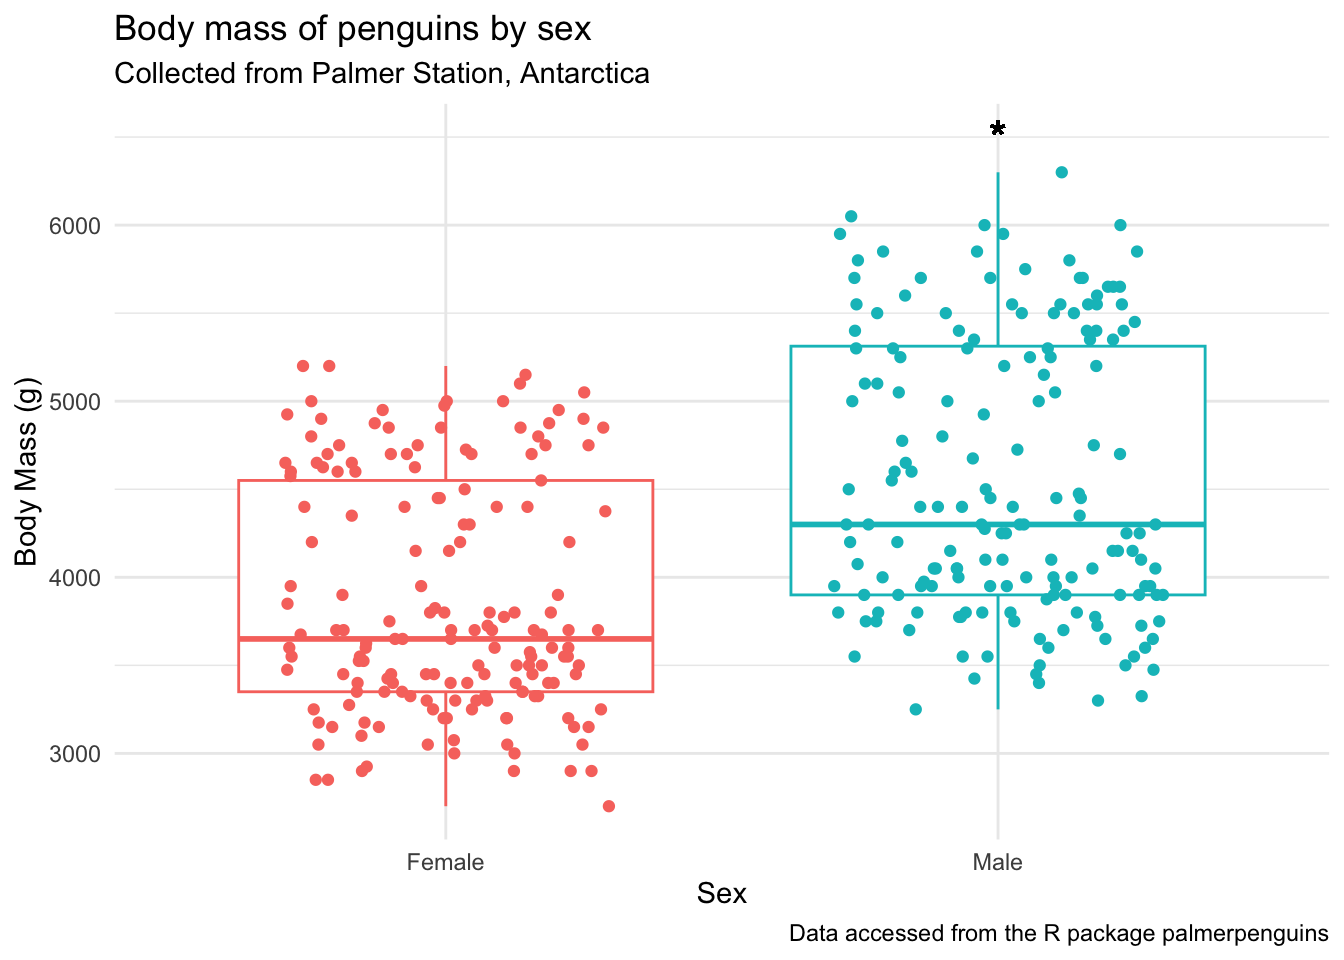 Body mass of penguins by sex
Collected from Palmer Station, Antarctica
*
6000
5000
4000
3000
Body Mass (g)
Female
Male
Sex
Data accessed from the R package palmerpenguins